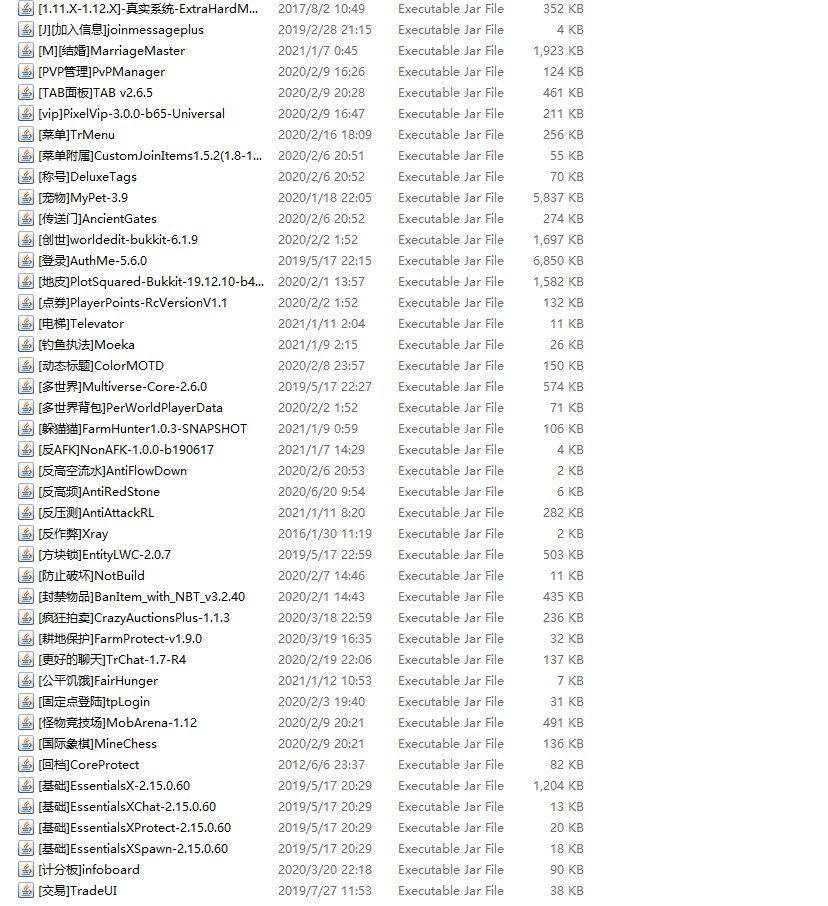 [1.11.X-1.12.X]-真实系统-ExtraHardM... 2017/8/2 10:49 Executable Jar File 352 KB
[J][加入信息]joinmessageplus 2019/2/28 21:15 Executable Jar File 4 KB
[M][结婚]MarriageMaster 2021/1/7 0:45 Executable Jar File 1,923 KB
[PVP管理]PvPManager 2020/2/9 16:26 Executable Jar File 124 KB
[TAB面板]TAB v2.6.5 2020/2/9 20:28 Executable Jar File 461 KB
[vip]PixelVip-3.0.0-b65-Universal 2020/2/9 16:47 Executable Jar File 211 KB
[菜单]TrMenu 2020/2/16 18:09 Executable Jar File 256 KB
[菜单附属]CustomJoinItems1.5.2(1.8-1... 2020/2/6 20:51 Executable Jar File 55 KB
[称号]DeluxeTags 2020/2/6 20:52 Executable Jar File 70 KB
[宠物]MyPet-3.9 2020/1/18 22:05 Executable Jar File 5,837 KB
[传送门]AncientGates 2020/2/6 20:52 Executable Jar File 274 KB
[创世]worldedit-bukkit-6.1.9 2020/2/2 1:52 Executable Jar File 1,697 KB
[登录]AuthMe-5.6.0 2019/5/17 22:15 Executable Jar File 6,850 KB
[地皮]PlotSquared-Bukkit-19.12.10-b4... 2020/2/1 13:57 Executable Jar File 1,582 KB
[点券]PlayerPoints-RcVersionV1.1 2020/2/2 1:52 Executable Jar File 132 KB
[电梯]Televator 2021/1/11 2:04 Executable Jar File 11 KB
[钓鱼执法]Moeka 2021/1/9 2:15 Executable Jar File 26 KB
[动态标题]ColorMOTD 2020/2/8 23:57 Executable Jar File 150 KB
[多世界]Multiverse-Core-2.6.0 2019/5/17 22:27 Executable Jar File 574 KB
[多世界背包]PerWorldPlayerData 2020/2/2 1:52 Executable Jar File 71 KB
[躲猫猫]FarmHunter1.0.3-SNAPSHOT 2021/1/9 0:59 Executable Jar File 106 KB
[反AFK]NonAFK-1.0.0-b190617 2021/1/7 14:29 Executable Jar File 4 KB
[反高空流水]AntiFlowDown 2020/2/6 20:53 Executable Jar File 2 KB
[反高频]AntiRedStone 2020/6/20 9:54 Executable Jar File 6 KB
[反压测]AntiAttackRL 2021/1/11 8:20 Executable Jar File 282 KB
[反作弊]Xray 2016/1/30 11:19 Executable Jar File 2 KB
[方块锁]EntityLWC-2.0.7 2019/5/17 22:59 Executable Jar File 503 KB
[防止破坏]NotBuild 2020/2/7 14:46 Executable Jar File 11 KB
[封禁物品]BanItem_with_NBT_v3.2.40 2020/2/1 14:43 Executable Jar File 435 KB
[疯狂拍卖]CrazyAuctionsPlus-1.1.3 2020/3/18 22:59 Executable Jar File 236 KB
[耕地保护]FarmProtect-v1.9.0 2020/3/19 16:35 Executable Jar File 32 KB
[更好的聊天]TrChat-1.7-R4 2020/2/19 22:06 Executable Jar File 137 KB
[公平饥饿]FairHunger 2021/1/12 10:53 Executable Jar File 7 KB
[固定点登陆]tpLogin 2020/2/3 19:40 Executable Jar File 31 KB
[怪物竞技场]MobArena-1.12 2020/2/9 20:21 Executable Jar File 491 KB
[国际象棋]MineChess 2020/2/9 20:21 Executable Jar File 136 KB
[回档]CoreProtect 2012/6/6 23:37 Executable Jar File 82 KB
[基础]EssentialsX-2.15.0.60 2019/5/17 20:29 Executable Jar File 1,204 KB
[基础]EssentialsXChat-2.15.0.60 2019/5/17 20:29 Executable Jar File 13 KB
[基础]EssentialsXProtect-2.15.0.60 2019/5/17 20:29 Executable Jar File 20 KB
[基础]EssentialsXSpawn-2.15.0.60 2019/5/17 20:29 Executable Jar File 18 KB
[计分板]infoboard 2020/3/20 22:18 Executable Jar File 90 KB
[交易]TradeUI 2019/7/27 11:53 Executable Jar File 38 KB